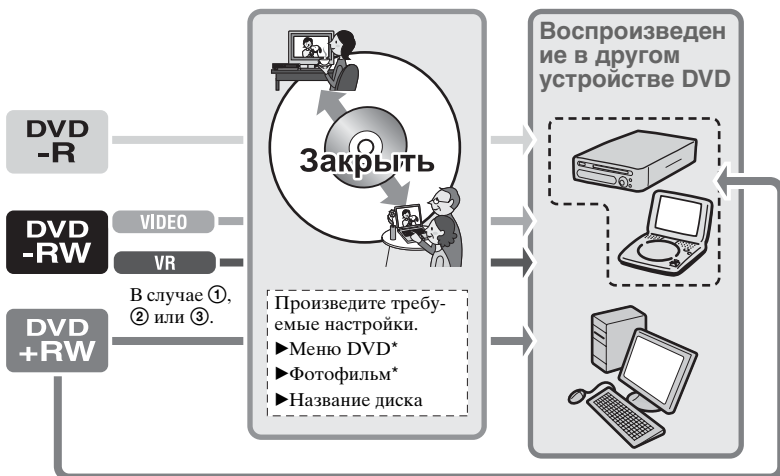 Воспроизведен
ие в другом
устройстве DVD
DVD
-R
Закрыть
DVD
-RW
VIDEO
VR
В случае ①,
② или ③.
DVD
+RW
Произведите требу-
емые настройки.
►Меню DVD*
►Фотофильм*
►Название диска